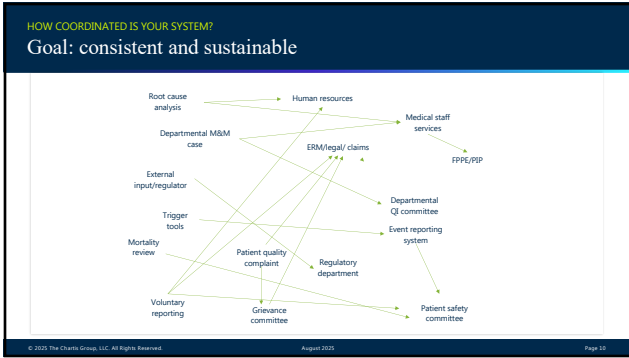 HOW COORDINATED IS YOUR SYSTEM?
Goal: consistent and sustainable
Root cause
analysis
Human resources
Medical staff
services
Departmental M&M
case
ERM/legal/ claims
FPPE/PIP
External
input/regulator
Departmental
QI committee
Trigger
tools
Event reporting
system
Mortality
review
Patient quality
complaint
Regulatory
department
Voluntary
reporting
Grievance
committee
Patient safety
committee
© 2025 The Chartis Group, LLC. All Rights Reserved.
August 2025
Page 10